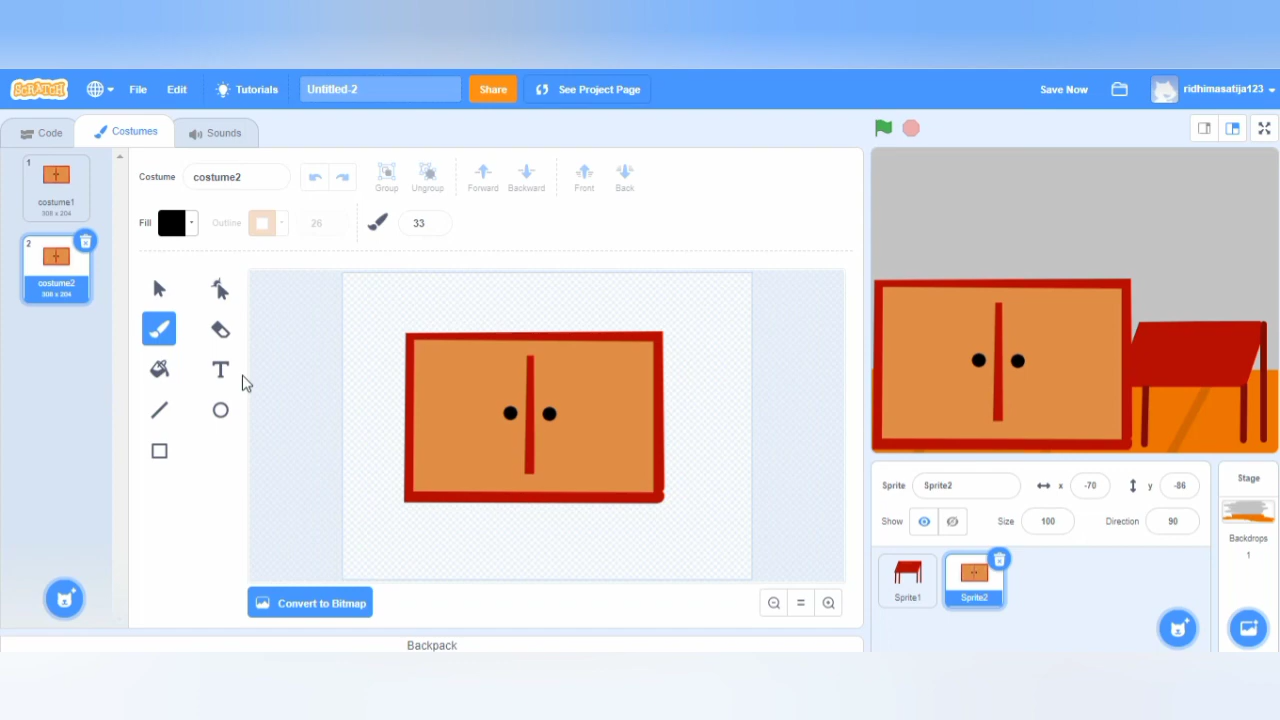 SCRATCH File Edit Tutorials Untitled-2 Share See Project Page Save Now ridhimasatija123
Code Costumes Sounds
1
costume1
308 x 204
2
costume2
308 x 204
Costume costume2 Group Ungroup Forward Backward Front Back
Fill Outline 26 33
T
Convert to Bitmap
Backpack
Sprite Sprite2 x -70 y -86
Show Size 100 Direction 90
Sprite1
Sprite2
Stage
Backdrops
1